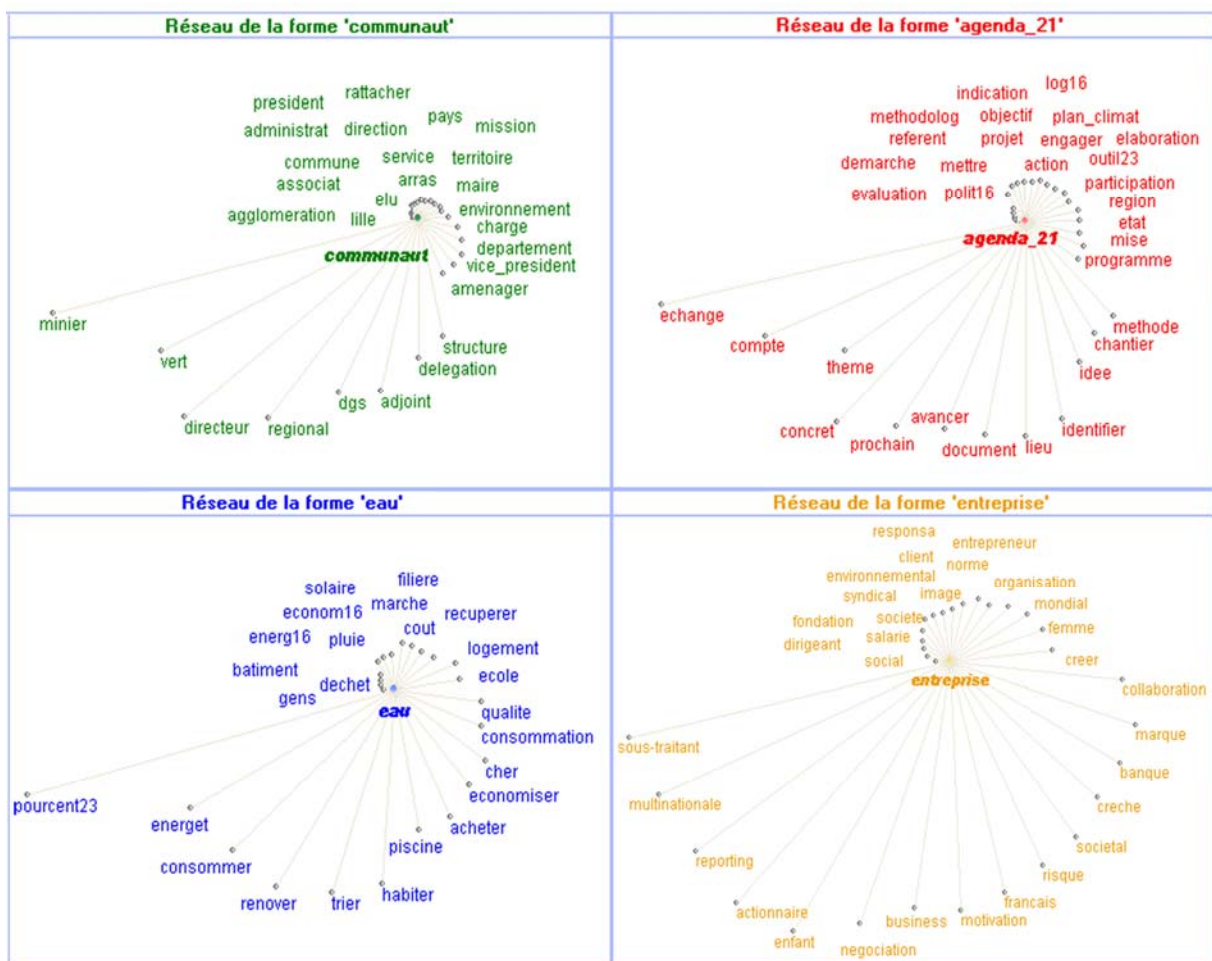 Réseau de la forme 'communaut'
rattacher
president
pays
administrat direction mission
commune service territoire
associat arras maire
elu
agglomeration lille environnement
charge
communaut departement
vice_president
amenager
minier
vert structure
delegation
directeur regional dgs adjoint
Réseau de la forme 'agenda_21'
log16
indication
methodolog objectif plan_climat
referent projet engager elaboration
demarche mettre action outil23
evaluation polit16 participation
region
agenda_21 etat
mise
programme
echange
compte theme methode
chantier
idee
concret prochain avancer identifier
document lieu
Réseau de la forme 'eau'
solaire filiere
econom16 marche recuperer
energ16 pluie cout
logement
batiment dechet ecole
gens
eau qualite
consommation
cher
economiser
pourcent23
energet acheter
piscine
consommer
renover trier habiter
Réseau de la forme 'entreprise'
responsa
entrepreneur
client
norme
environnemental organisation
syndical image
mondial
fondation societe femme
dirigeant salarie
social creer
entreprise
collaboration
marque
sous-traitant
banque
multinationale creche
societal
reporting
risque
actionnaire francais
business motivation
enfant
negociation